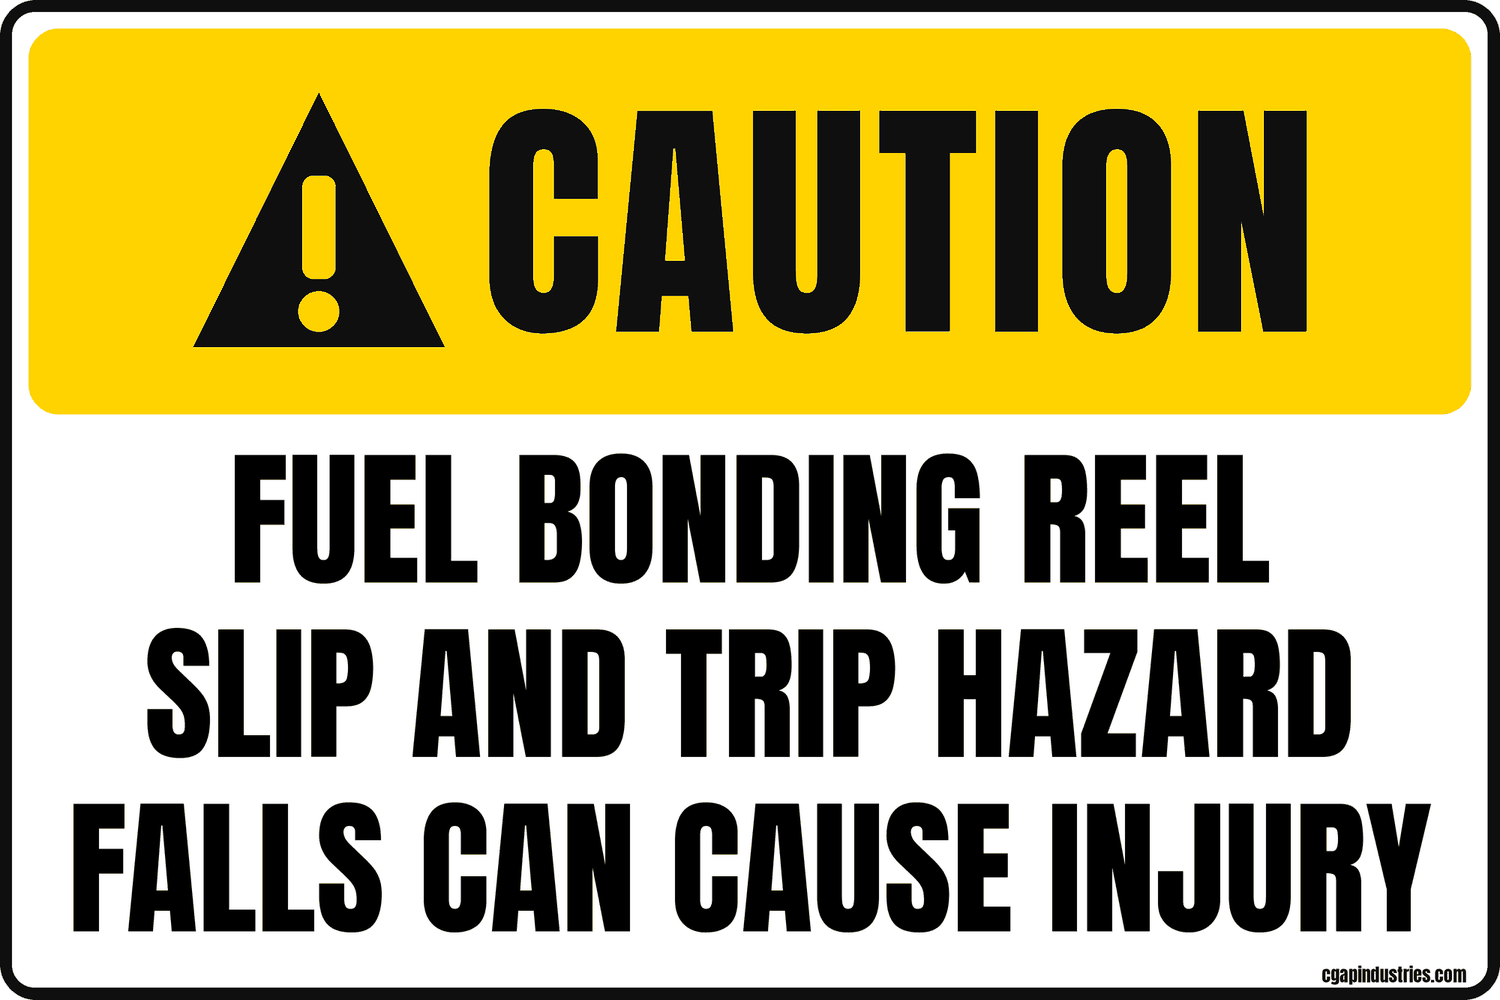 CAUTION
FUEL BONDING REEL
SLIP AND TRIP HAZARD
FALLS CAN CAUSE INJURY
cgapindustries.com